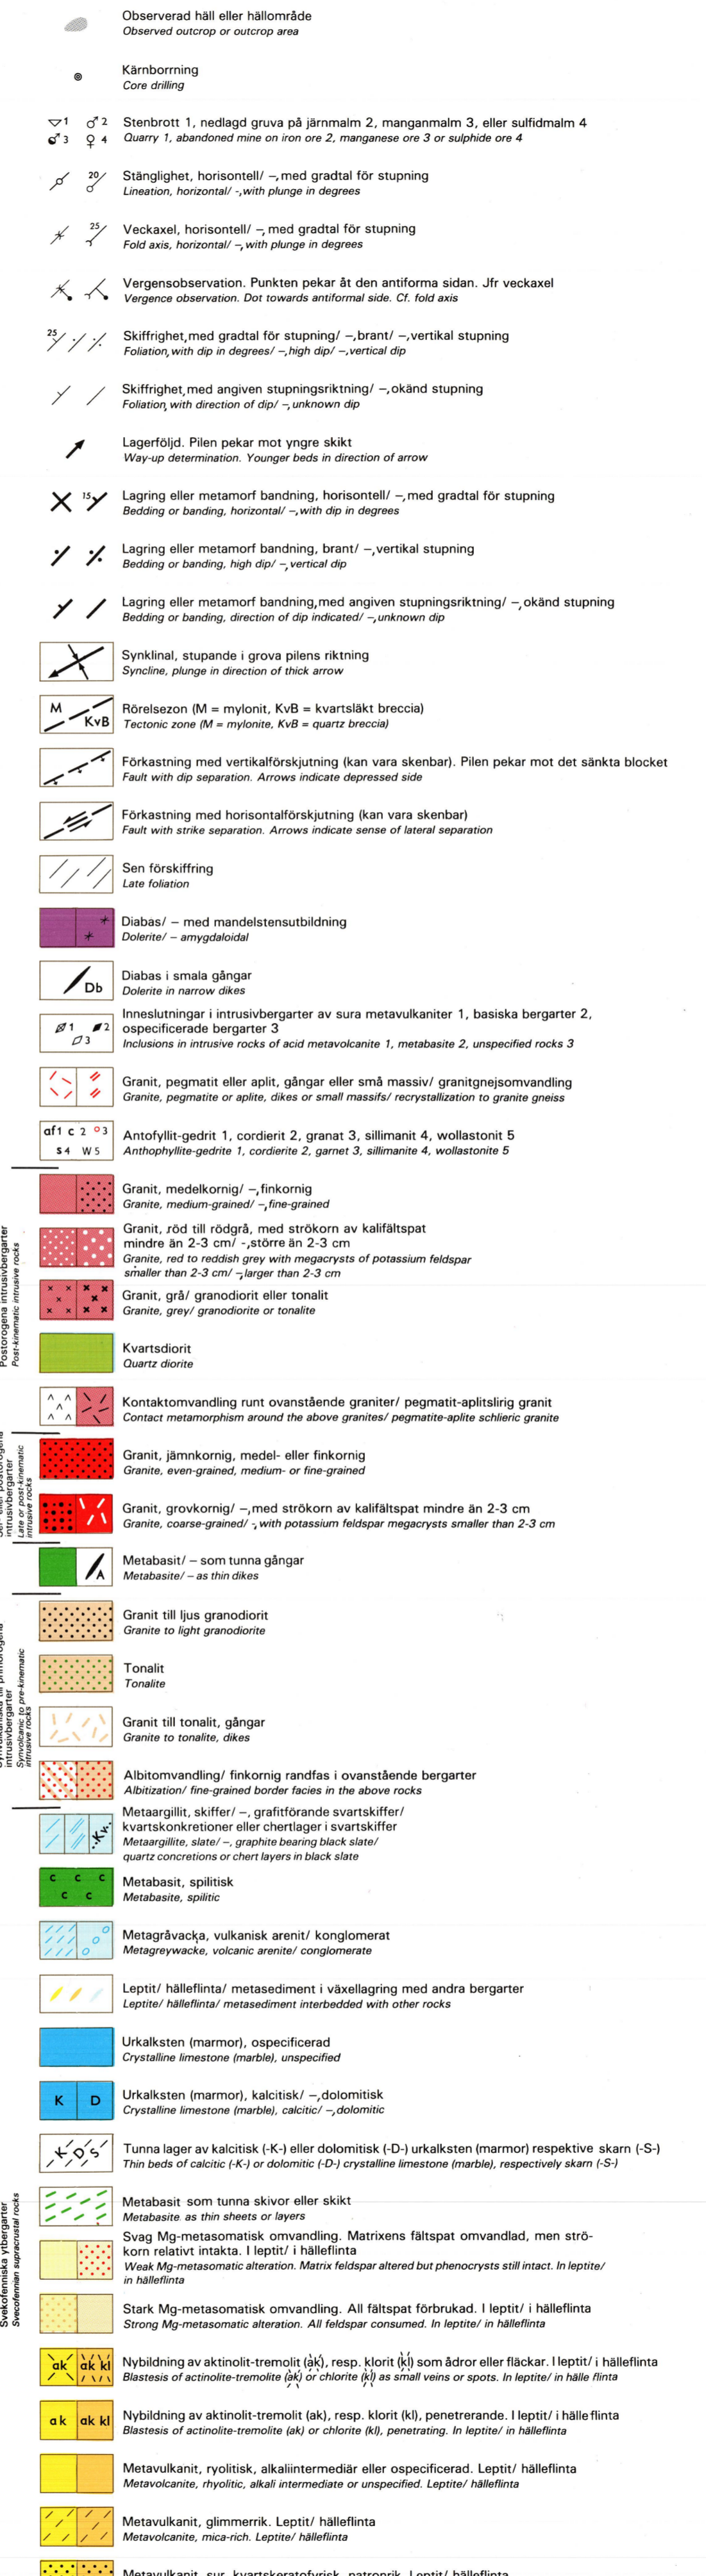 Observerad häll eller hällområde
Observed outcrop or outcrop area
Kärnborrning
Core drilling
1 2
3 4
Stenbrott 1, nedlagd gruva på järnmalm 2, manganmalm 3, eller sulfidmalm 4
Quarry 1, abandoned mine on iron ore 2, manganese ore 3 or sulphide ore 4
20
Stänglighet, horisontell/ –, med gradtal för stupning
Lineation, horizontal/ -, with plunge in degrees
25
Veckaxel, horisontell/ –, med gradtal för stupning
Fold axis, horizontal/ –, with plunge in degrees
Vergensobservation. Punkten pekar åt den antiforma sidan. Jfr veckaxel
Vergence observation. Dot towards antiformal side. Cf. fold axis
25
Skiffrighet, med gradtal för stupning/ –, brant/ –, vertikal stupning
Foliation, with dip in degrees/ –, high dip/ –, vertical dip
Skiffrighet, med angiven stupningsriktning/ –, okänd stupning
Foliation, with direction of dip/ –, unknown dip
Lagerföljd. Pilen pekar mot yngre skikt
Way-up determination. Younger beds in direction of arrow
15
Lagring eller metamorf bandning, horisontell/ –, med gradtal för stupning
Bedding or banding, horizontal/ –, with dip in degrees
Lagring eller metamorf bandning, brant/ –, vertikal stupning
Bedding or banding, high dip/ –, vertical dip
Lagring eller metamorf bandning, med angiven stupningsriktning/ –, okänd stupning
Bedding or banding, direction of dip indicated/ –, unknown dip
Synklinal, stupande i grova pilens riktning
Syncline, plunge in direction of thick arrow
M KvB
Rörelsezon (M = mylonit, KvB = kvartsläkt breccia)
Tectonic zone (M = mylonite, KvB = quartz breccia)
Förkastning med vertikalförskjutning (kan vara skenbar). Pilen pekar mot det sänkta blocket
Fault with dip separation. Arrows indicate depressed side
Förkastning med horisontalförskjutning (kan vara skenbar)
Fault with strike separation. Arrows indicate sense of lateral separation
Sen förskiffring
Late foliation
Diabas/ – med mandelstensutbildning
Dolerite/ – amygdaloidal
Db
Diabas i smala gångar
Dolerite in narrow dikes
1 2
3
Inneslutningar i intrusivbergarter av sura metavulkaniter 1, basiska bergarter 2,
ospecificerade bergarter 3
Inclusions in intrusive rocks of acid metavolcanite 1, metabasite 2, unspecified rocks 3
Granit, pegmatit eller aplit, gångar eller små massiv/ granitgnejsomvandling
Granite, pegmatite or aplite, dikes or small massifs/ recrystallization to granite gneiss
af1 c 2 3
s4 W5
Antofyllit-gedrit 1, cordierit 2, granat 3, sillimanit 4, wollastonit 5
Anthophyllite-gedrite 1, cordierite 2, garnet 3, sillimanite 4, wollastonite 5
Postorogena intrusivbergarter
Post-kinematic intrusive rocks
Granit, medelkornig/ –, finkornig
Granite, medium-grained/ –, fine-grained
Granit, röd till rödgrå, med strökorn av kalifältspat
mindre än 2-3 cm/ -, större än 2-3 cm
Granite, red to reddish grey with megacrysts of potassium feldspar
smaller than 2-3 cm/ –, larger than 2-3 cm
Granit, grå/ granodiorit eller tonalit
Granite, grey/ granodiorite or tonalite
Kvartsdiorit
Quartz diorite
Kontaktomvandling runt ovanstående graniter/ pegmatit-aplitslirig granit
Contact metamorphism around the above granites/ pegmatite-aplite schlieric granite
intrusivbergarter
Late or post-kinematic
intrusive rocks
Granit, jämnkornig, medel- eller finkornig
Granite, even-grained, medium- or fine-grained
Granit, grovkornig/ –, med strökorn av kalifältspat mindre än 2-3 cm
Granite, coarse-grained/ -, with potassium feldspar megacrysts smaller than 2-3 cm
A
Metabasit/ – som tunna gångar
Metabasite/ – as thin dikes
intrusivbergarter
Synvolcanic to pre-kinematic
intrusive rocks
Granit till ljus granodiorit
Granite to light granodiorite
Tonalit
Tonalite
Granit till tonalit, gångar
Granite to tonalite, dikes
Albitomvandling/ finkornig randfas i ovanstående bergarter
Albitization/ fine-grained border facies in the above rocks
Kv
Metaargillit, skiffer/ –, grafitförande svartskiffer/
kvartskonkretioner eller chertlager i svartskiffer
Metaargillite, slate/ –, graphite bearing black slate/
quartz concretions or chert layers in black slate
c c c
c c
Metabasit, spilitisk
Metabasite, spilitic
Metagråvacka, vulkanisk arenit/ konglomerat
Metagreywacke, volcanic arenite/ conglomerate
Leptit/ hälleflinta/ metasediment i växellagring med andra bergarter
Leptite/ hälleflinta/ metasediment interbedded with other rocks
Urkalksten (marmor), ospecificerad
Crystalline limestone (marble), unspecified
K D
Urkalksten (marmor), kalcitisk/ –, dolomitisk
Crystalline limestone (marble), calcitic/ –, dolomitic
K D S
Tunna lager av kalcitisk (-K-) eller dolomitisk (-D-) urkalksten (marmor) respektive skarn (-S-)
Thin beds of calcitic (-K-) or dolomitic (-D-) crystalline limestone (marble), respectively skarn (-S-)
Metabasit som tunna skivor eller skikt
Metabasite as thin sheets or layers
Svekofenniska ytbergarter
Svecofennian supracrustal rocks
Svag Mg-metasomatisk omvandling. Matrixens fältspat omvandlad, men strö-
korn relativt intakta. I leptit/ i hälleflinta
Weak Mg-metasomatic alteration. Matrix feldspar altered but phenocrysts still intact. In leptite/
in hälleflinta
Stark Mg-metasomatisk omvandling. All fältspat förbrukad. I leptit/ i hälleflinta
Strong Mg-metasomatic alteration. All feldspar consumed. In leptite/ in hälleflinta
ak ak kl
Nybildning av aktinolit-tremolit (ak), resp. klorit (kl) som ådror eller fläckar. I leptit/ i hälleflinta
Blastesis of actinolite-tremolite (ak) or chlorite (kl) as small veins or spots. In leptite/ in hälle flinta
ak ak kl
Nybildning av aktinolit-tremolit (ak), resp. klorit (kl), penetrerande. I leptit/ i hälleflinta
Blastesis of actinolite-tremolite (ak) or chlorite (kl), penetrating. In leptite/ in hälleflinta
Metavulkanit, ryolitisk, alkaliintermediär eller ospecificerad. Leptit/ hälleflinta
Metavolcanite, rhyolitic, alkali intermediate or unspecified. Leptite/ hälleflinta
Metavulkanit, glimmerrik. Leptit/ hälleflinta
Metavolcanite, mica-rich. Leptite/ hälleflinta
Metavulkanit, sur, kvartskeratofyrisk, natronrik. Leptit/ hälleflinta